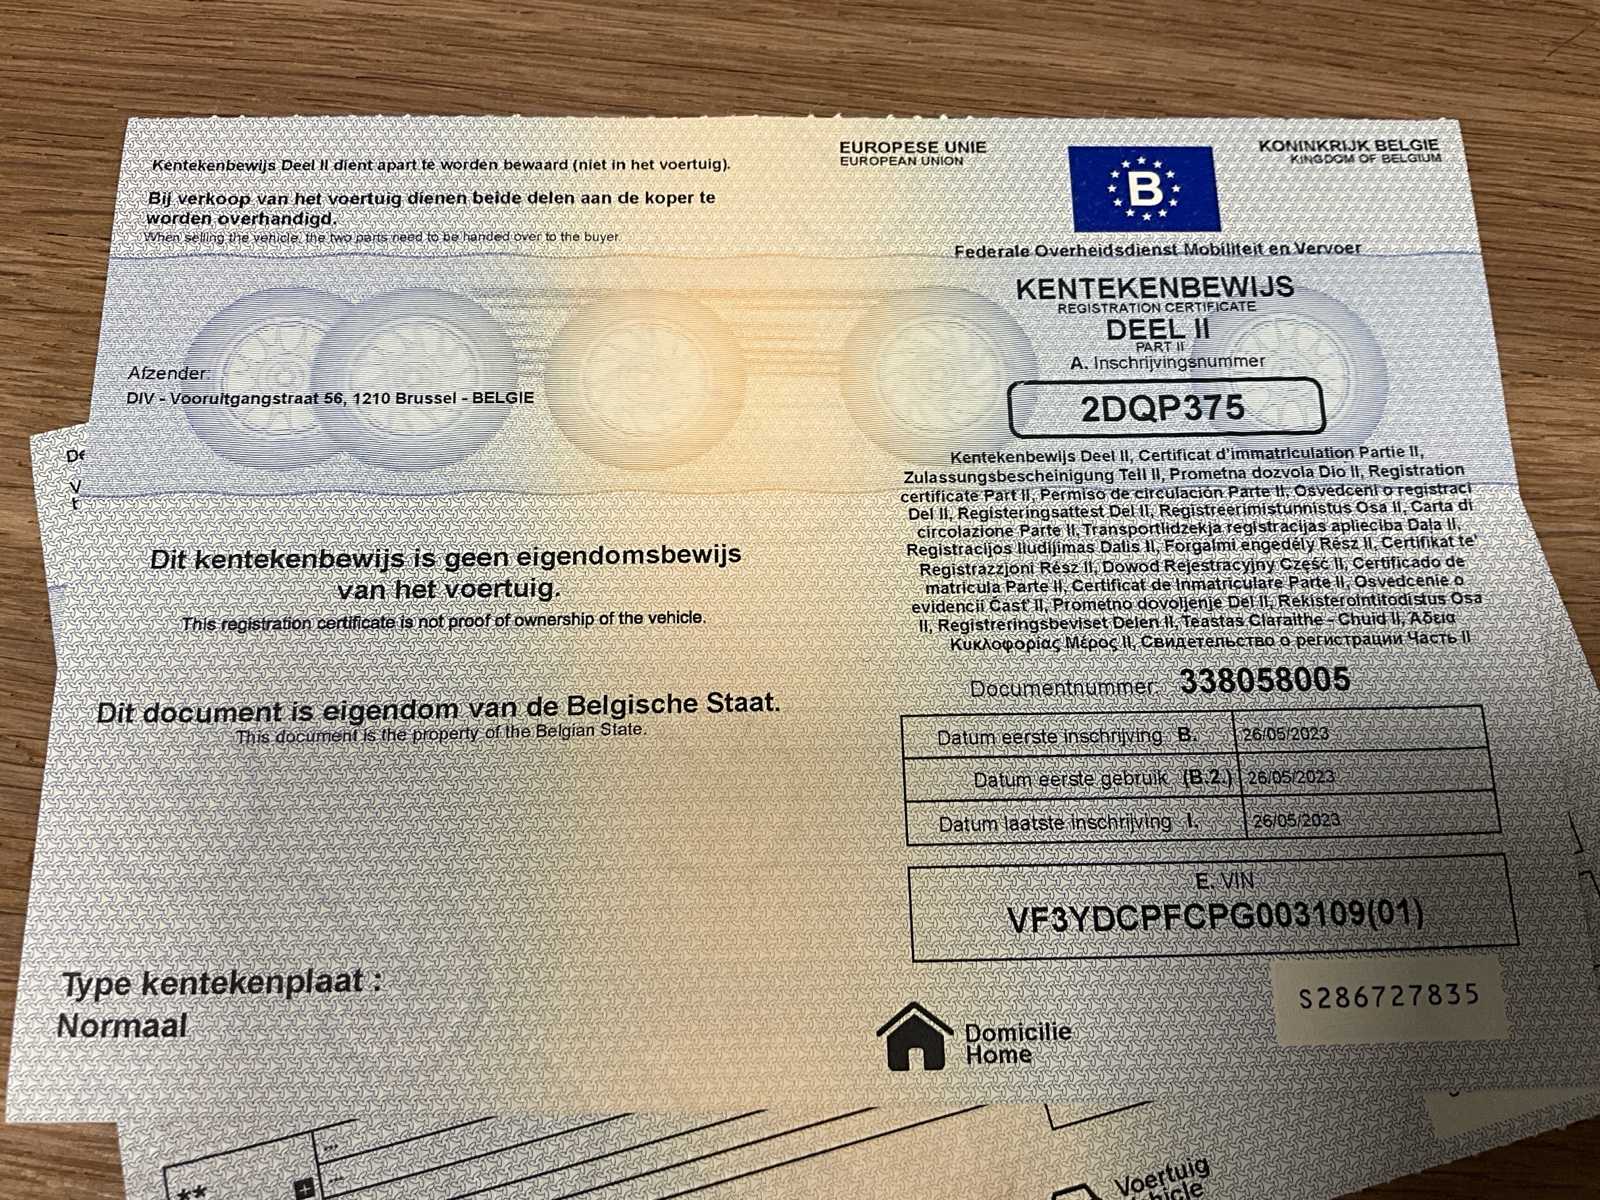 Kentekenbewijs Deel II dient apart te worden bewaard (niet in het voertuig).
Bij verkoop van het voertuig dienen beide delen aan de koper te
worden overhandigd.
When selling the vehicle, the two parts need to be handed over to the buyer
Afzender:
DIV - Vooruitgangstraat 56, 1210 Brussel - BELGIE
Dit kentekenbewijs is geen eigendomsbewijs
van het voertuig.
This registration certificate is not proof of ownership of the vehicle.
Dit document is eigendom van de Belgische Staat.
This document is the property of the Belgian State.
Type kentekenplaat :
Normaal
EUROPESE UNIE
EUROPEAN UNION
B
KONINKRIJK BELGIE
KINGDOM OF BELGIUM
Federale Overheidsdienst Mobiliteit en Vervoer
KENTEKENBEWIJS
REGISTRATION CERTIFICATE
DEEL II
PART II
A. Inschrijvingsnummer
2DQP375
Kentekenbewijs Deel II, Certificat d'immatriculation Partie II,
Zulassungsbescheinigung Teil II, Prometna dozvola Dio II, Registration
certificate Part II, Permiso de circulación Parte II, Osvedceni o registraci
Del II, Registeringsattest Del II, Registreerimistunnistus Osa II, Carta di
circolazione Parte II, Transportlidzekja registracijas aplieciba Dala II,
Registracijos liudijimas Dalis II, Forgalmi engedély Rész II, Certifikat te'
Registrazzjoni Rész II, Dowod Rejestracyjny Część II, Certificado de
matricula Parte II, Certificat de Inmatriculare Parte II, Osvedcenie o
evidencii Časť II, Prometno dovoljenje Del II, Rekisterointitodistus Osa
II, Registreringsbeviset Delen II, Teastas Claraithe - Chuid II, Αδεια
Κυκλοφορίας Μέρος II, Свидетельство о регистрации Часть II
Documentnummer: 338058005
Datum eerste inschrijving B. 26/05/2023
Datum eerste gebruik (B.2.) 26/05/2023
Datum laatste inschrijving I. 26/05/2023
E. VIN
VF3YDCPFCPG003109(01)
S286727835
Domicilie
Home
De
V
t
---
---
**
+
Voertuig